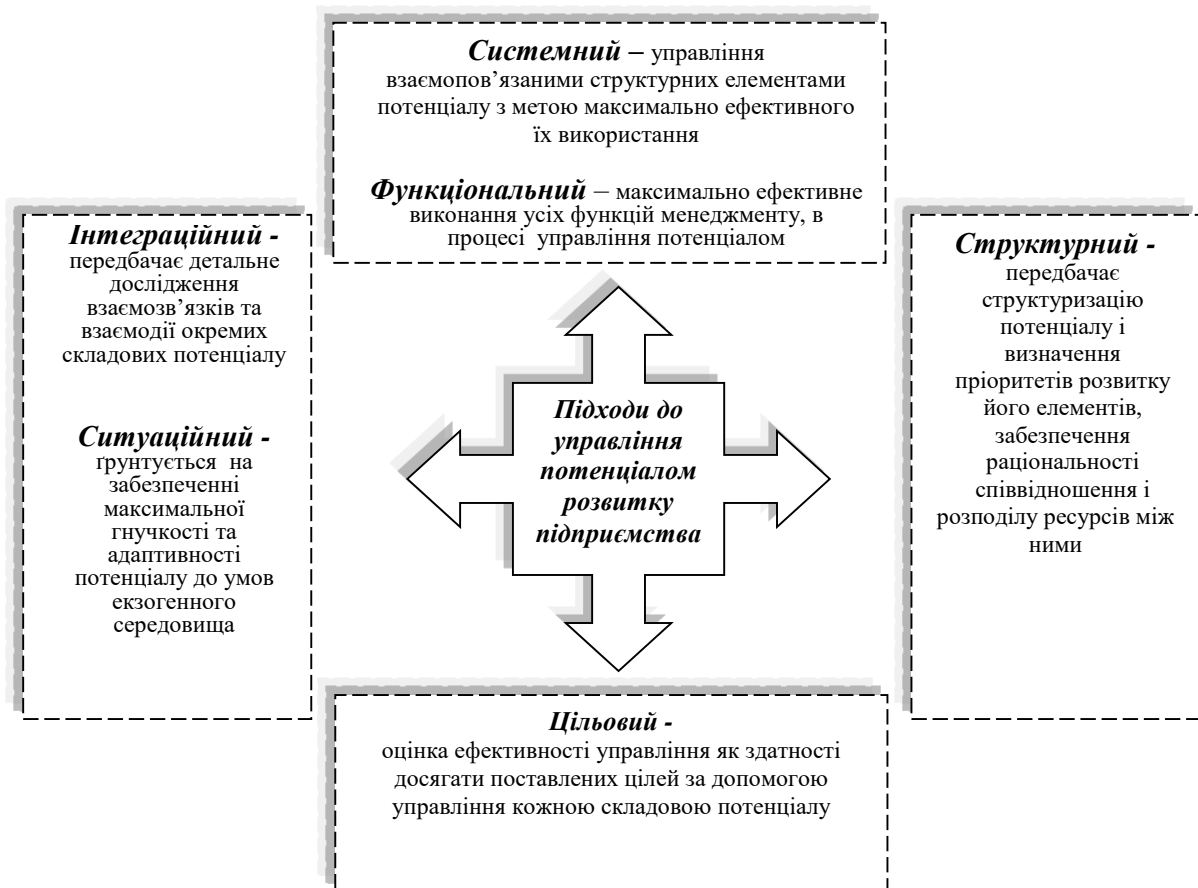 Системний – управління
взаємопов’язаними структурних елементами
потенціалу з метою максимально ефективного
їх використання
Функціональний – максимально ефективне
виконання усіх функцій менеджменту, в
процесі управління потенціалом
Інтеграційний -
передбачає детальне
дослідження
взаємозв’язків та
взаємодії окремих
складових потенціалу
Ситуаційний -
ґрунтується на
забезпеченні
максимальної
гнучкості та
адаптивності
потенціалу до умов
екзогенного
середовища
Підходи до
управління
потенціалом
розвитку
підприємства
Структурний -
передбачає
структуризацію
потенціалу і
визначення
пріоритетів розвитку
його елементів,
забезпечення
раціональності
співвідношення і
розподілу ресурсів між
ними
Цільовий -
оцінка ефективності управління як здатності
досягати поставлених цілей за допомогою
управління кожною складовою потенціалу